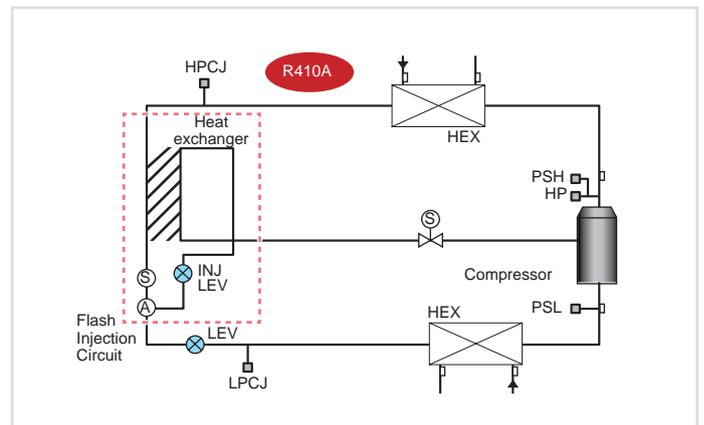 HPCJ
R410A
Heat
exchanger
HEX
PSH
HP
S
INJ
LEV
S
A
Compressor
PSL
HEX
Flash
Injection
Circuit
LEV
LPCJ